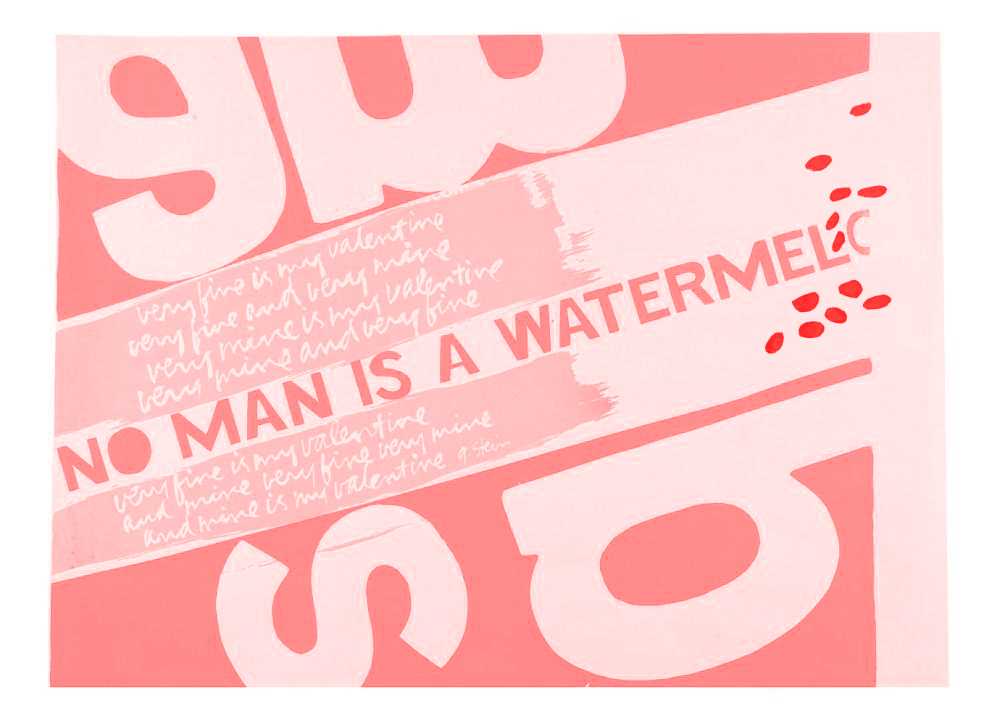 g m
very fine is my valentine
very fine and very mine
very mine is my valentine
very mine and very fine
NO MAN IS A WATERMELO
very fine is my valentine
and mine very fine very mine
and mine is my valentine g. Stein
s a